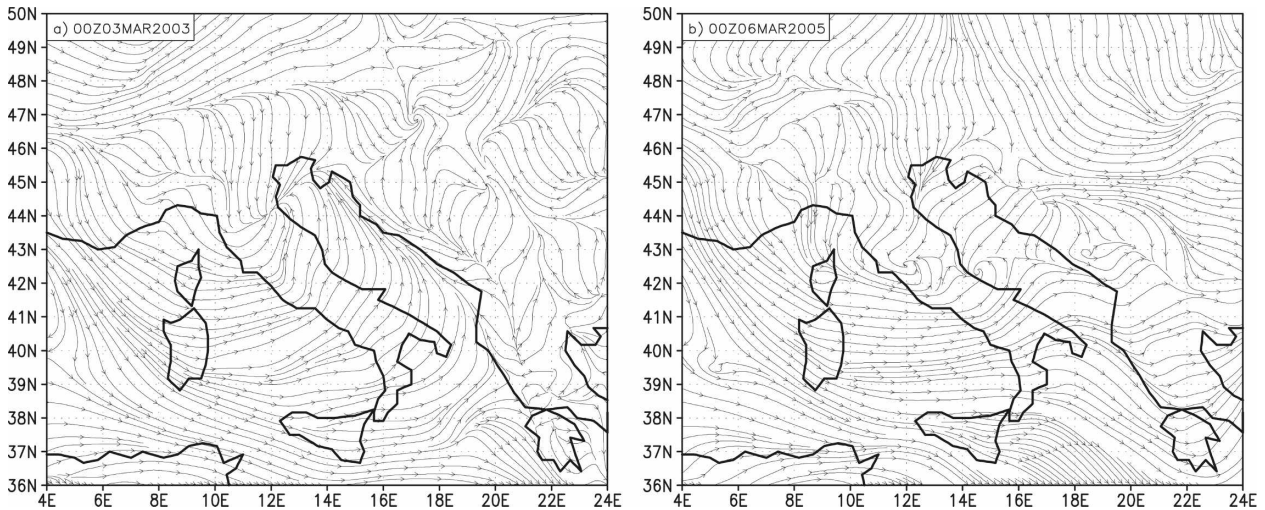 a) 00Z03MAR2003
50N
49N
48N
47N
46N
45N
44N
43N
42N
41N
40N
39N
38N
37N
36N
4E 6E 8E 10E 12E 14E 16E 18E 20E 22E 24E
b) 00Z06MAR2005
50N
49N
48N
47N
46N
45N
44N
43N
42N
41N
40N
39N
38N
37N
36N
4E 6E 8E 10E 12E 14E 16E 18E 20E 22E 24E